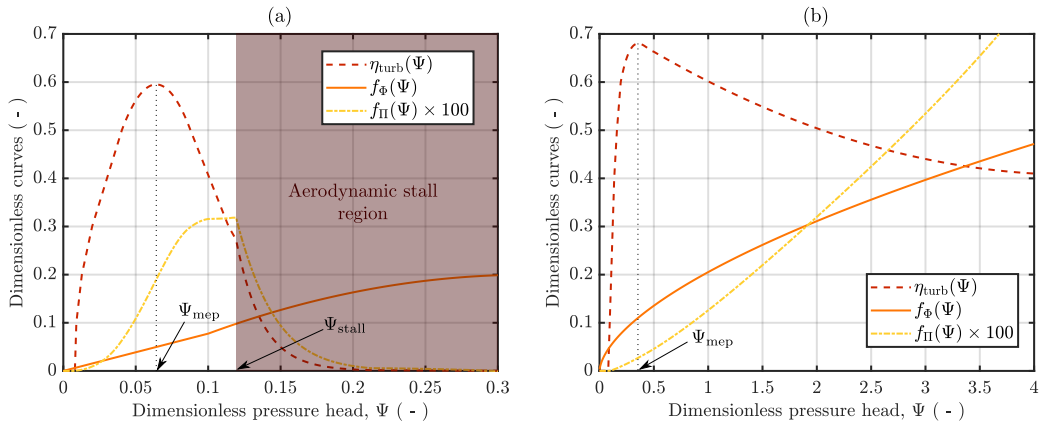 (a)
0.7
0.6
0.5
0.4
0.3
0.2
0.1
0
Dimensionless curves ( - )
η_turb(Ψ)
f_Φ(Ψ)
f_Π(Ψ) × 100
Aerodynamic stall
region
Ψ_mep
Ψ_stall
0 0.05 0.1 0.15 0.2 0.25 0.3
Dimensionless pressure head, Ψ ( - )
(b)
0.7
0.6
0.5
0.4
0.3
0.2
0.1
0
Dimensionless curves ( - )
η_turb(Ψ)
f_Φ(Ψ)
f_Π(Ψ) × 100
Ψ_mep
0 0.5 1 1.5 2 2.5 3 3.5 4
Dimensionless pressure head, Ψ ( - )